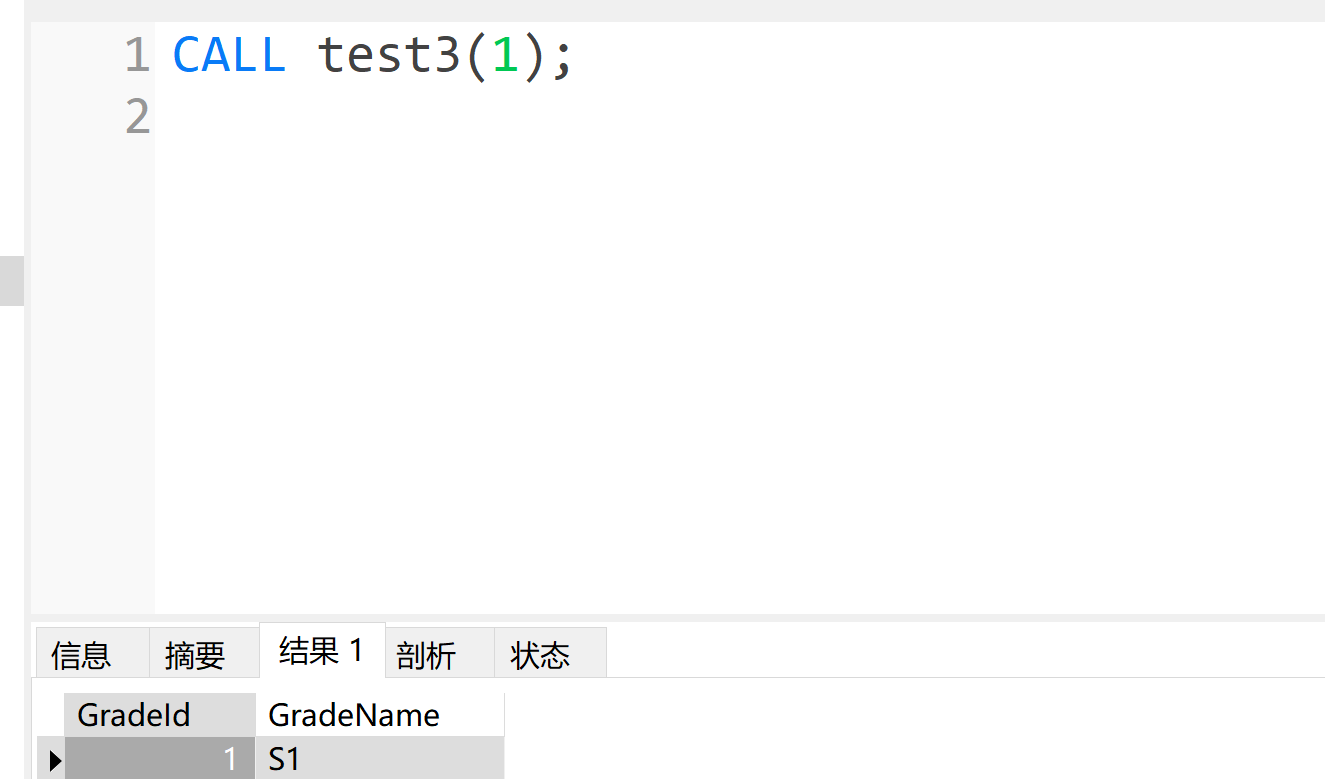 1 CALL test3(1);
2
信息 摘要 结果 1 剖析 状态
GradeId GradeName
1 S1